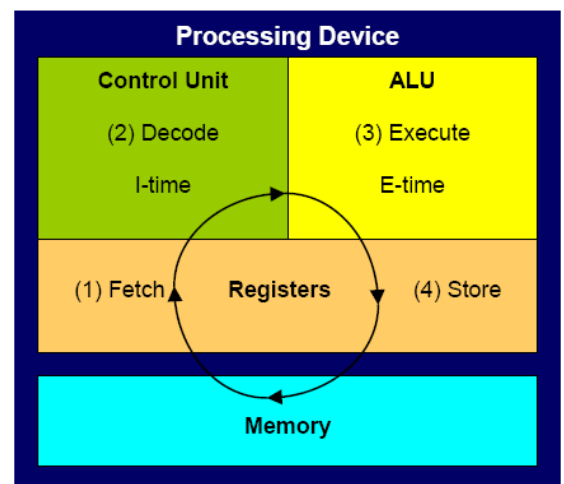 Processing Device
Control Unit
(2) Decode
I-time
ALU
(3) Execute
E-time
(1) Fetch
Registers
(4) Store
Memory